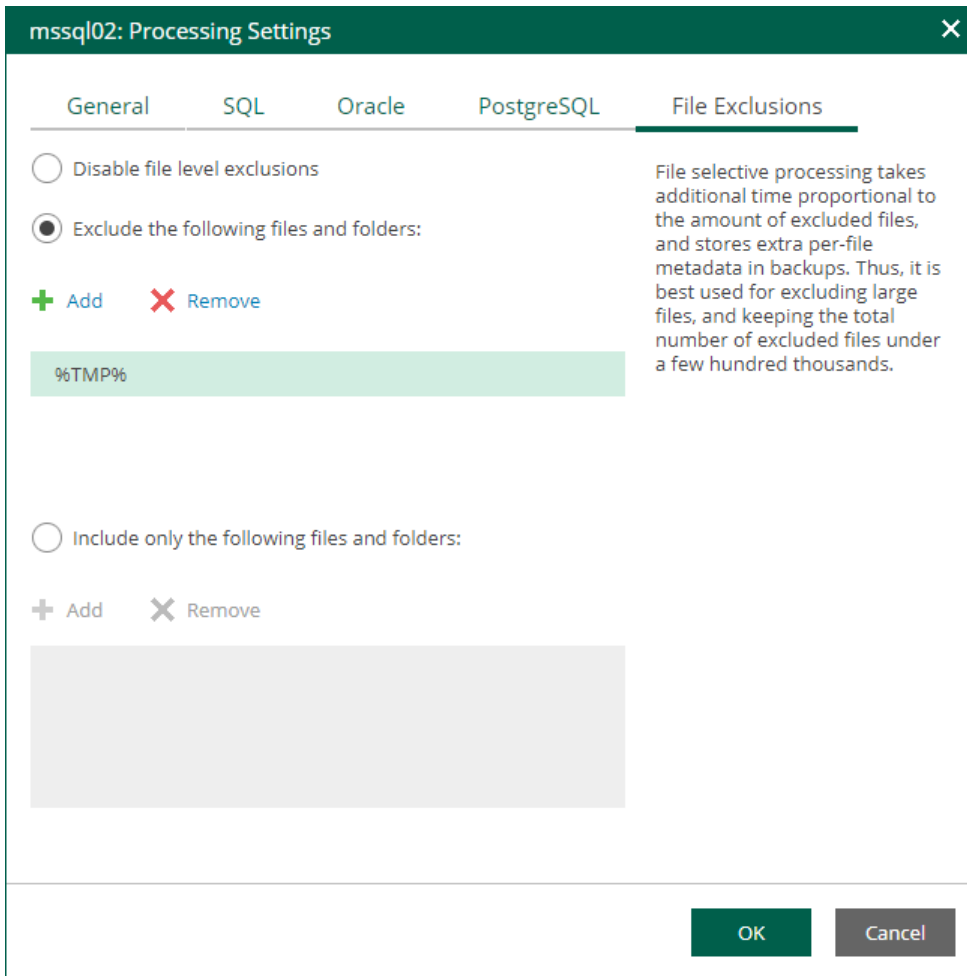 mssql02: Processing Settings
General SQL Oracle PostgreSQL File Exclusions
Disable file level exclusions
Exclude the following files and folders:
Add Remove
%TMP%
Include only the following files and folders:
Add Remove
File selective processing takes
additional time proportional to
the amount of excluded files,
and stores extra per-file
metadata in backups. Thus, it is
best used for excluding large
files, and keeping the total
number of excluded files under
a few hundred thousands.
OK Cancel